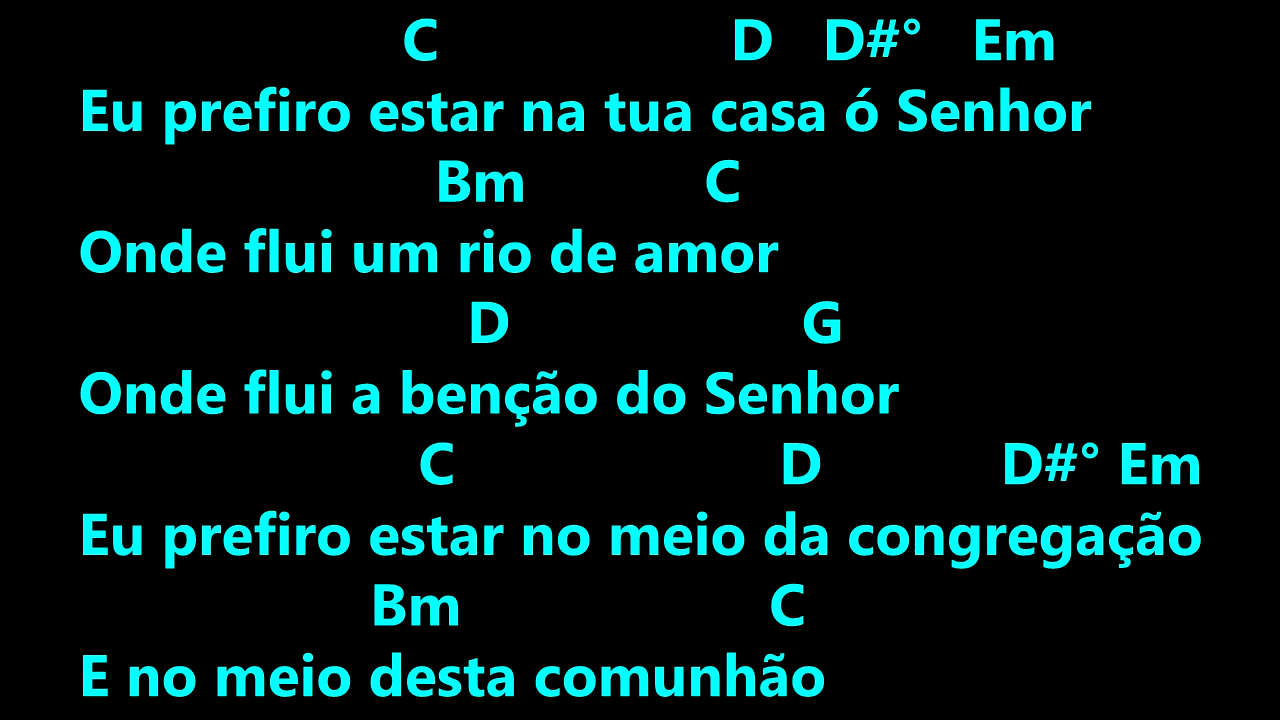 C D D#° Em
Eu prefiro estar na tua casa ó Senhor
Bm C
Onde flui um rio de amor
D G
Onde flui a benção do Senhor
C D D#° Em
Eu prefiro estar no meio da congregação
Bm C
E no meio desta comunhão